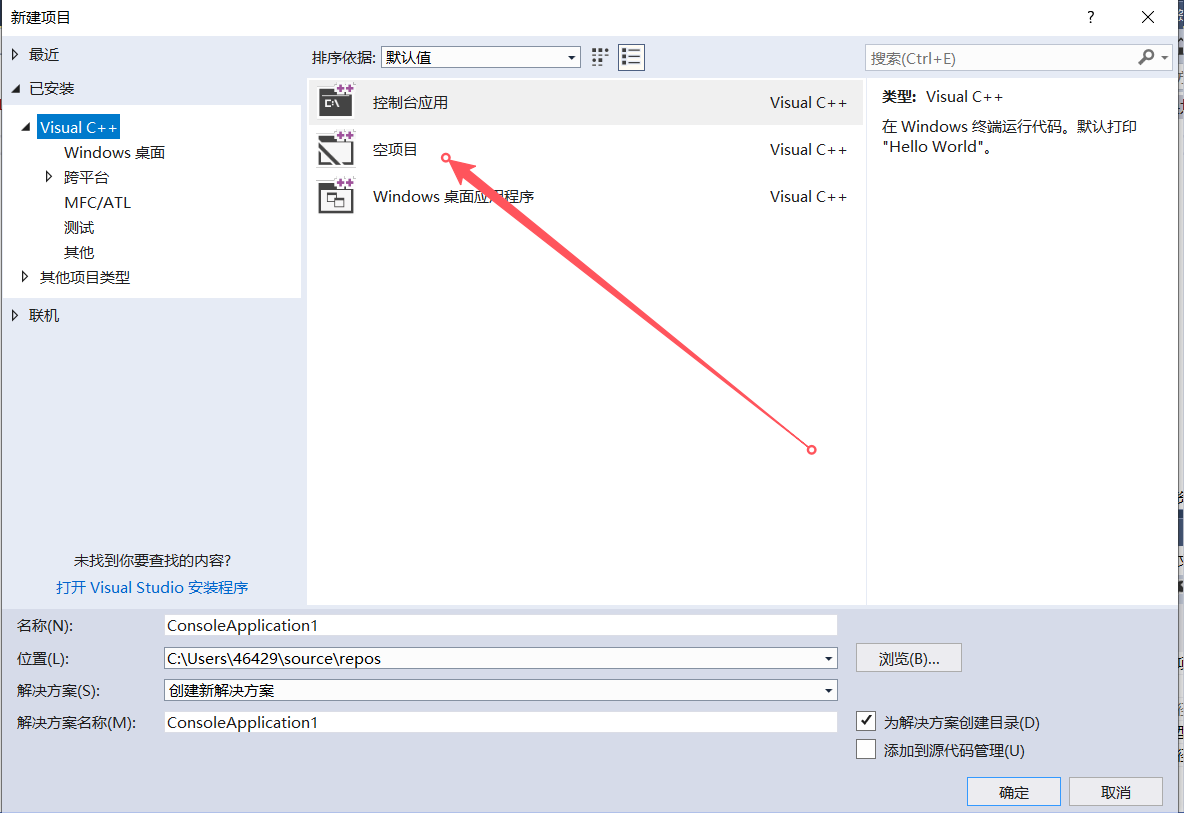 新建项目
?
最近
已安装
Visual C++
Windows 桌面
跨平台
MFC/ATL
测试
其他
其他项目类型
联机
未找到你要查找的内容?
打开 Visual Studio 安装程序
排序依据: 默认值
控制台应用 Visual C++
空项目 Visual C++
Windows 桌面应用程序 Visual C++
搜索(Ctrl+E)
类型: Visual C++
在 Windows 终端运行代码。默认打印
"Hello World"。
名称(N): ConsoleApplication1
位置(L): C:\Users\46429\source\repos
浏览(B)...
解决方案(S): 创建新解决方案
解决方案名称(M): ConsoleApplication1
为解决方案创建目录(D)
添加到源代码管理(U)
确定 取消